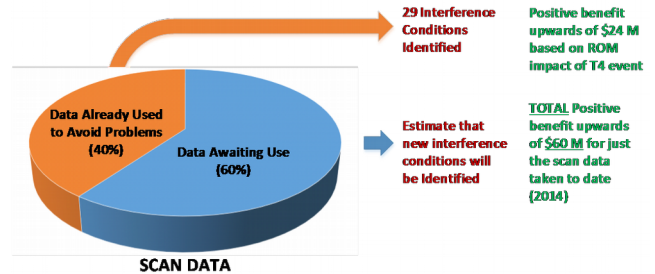 29 Interference
Conditions
Identified
Positive benefit
upwards of $24 M
based on ROM
impact of T4 event
Data Already Used
to Avoid Problems
(40%)
Data Awaiting Use
(60%)
Estimate that
new interference
conditions will
be Identified
TOTAL Positive
benefit upwards
of $60 M for just
the scan data
taken to date
(2014)
SCAN DATA